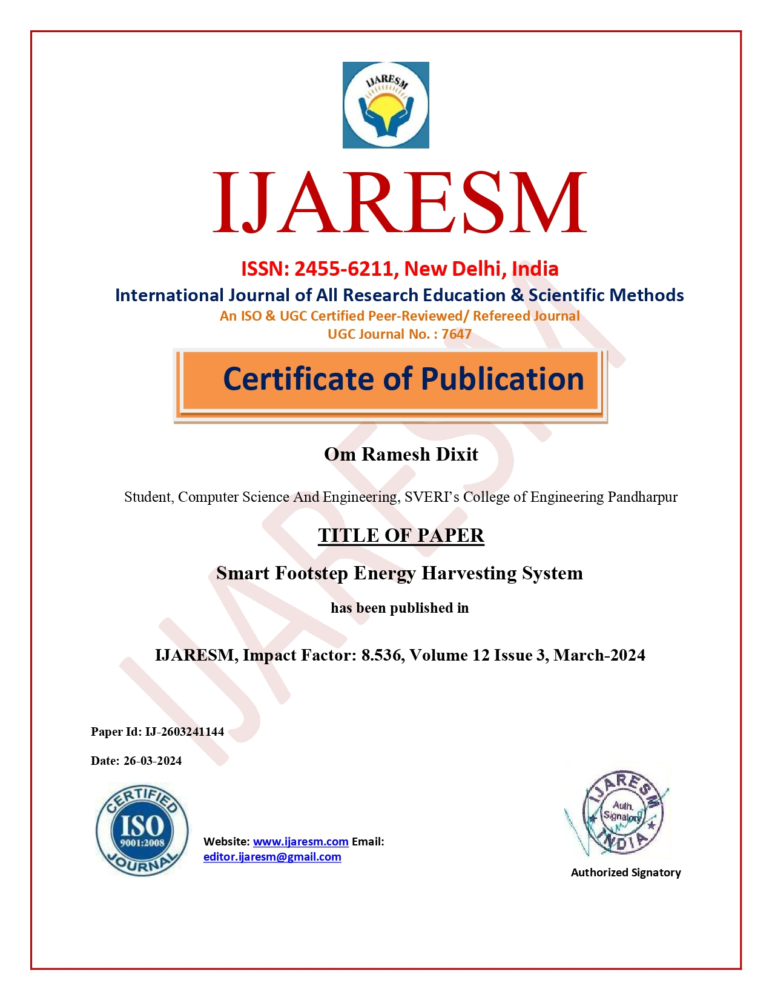 IJARESM
IJARESM
ISSN: 2455-6211, New Delhi, India
International Journal of All Research Education & Scientific Methods
An ISO & UGC Certified Peer-Reviewed/ Refereed Journal
UGC Journal No. : 7647
Certificate of Publication
Om Ramesh Dixit
Student, Computer Science And Engineering, SVERI’s College of Engineering Pandharpur
TITLE OF PAPER
Smart Footstep Energy Harvesting System
has been published in
IJARESM, Impact Factor: 8.536, Volume 12 Issue 3, March-2024
IJARESM
Paper Id: IJ-2603241144
Date: 26-03-2024
CERTIFIED
ISO
9001:2008
JOURNAL
Website: www.ijaresm.com Email:
editor.ijaresm@gmail.com
IJARESM
Auth.
Signatory
INDIA
Authorized Signatory